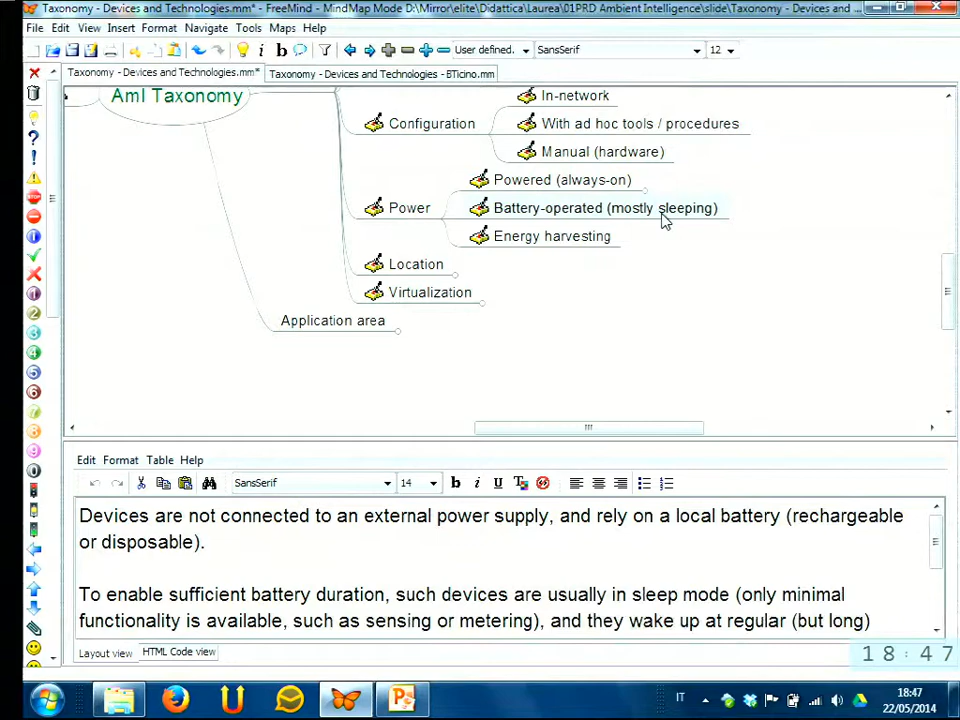 Taxonomy - Devices and Technologies.mm* - FreeMind - MindMap Mode D:\Mirror\elite\Didattica\Laurea\01PRD Ambient Intelligence\slide\Taxonomy - Devices and ...
File Edit View Insert Format Navigate Tools Maps Help
User defined. SansSerif 12
Taxonomy - Devices and Technologies.mm* Taxonomy - Devices and Technologies - BTicino.mm
AmI Taxonomy
In-network
Configuration
With ad hoc tools / procedures
Manual (hardware)
Powered (always-on)
Power
Battery-operated (mostly sleeping)
Energy harvesting
Location
Virtualization
Application area
Edit Format Table Help
SansSerif 14
Devices are not connected to an external power supply, and rely on a local battery (rechargeable
or disposable).
To enable sufficient battery duration, such devices are usually in sleep mode (only minimal
functionality is available, such as sensing or metering), and they wake up at regular (but long)
Layout view HTML Code view
18:47
IT
18:47
22/05/2014